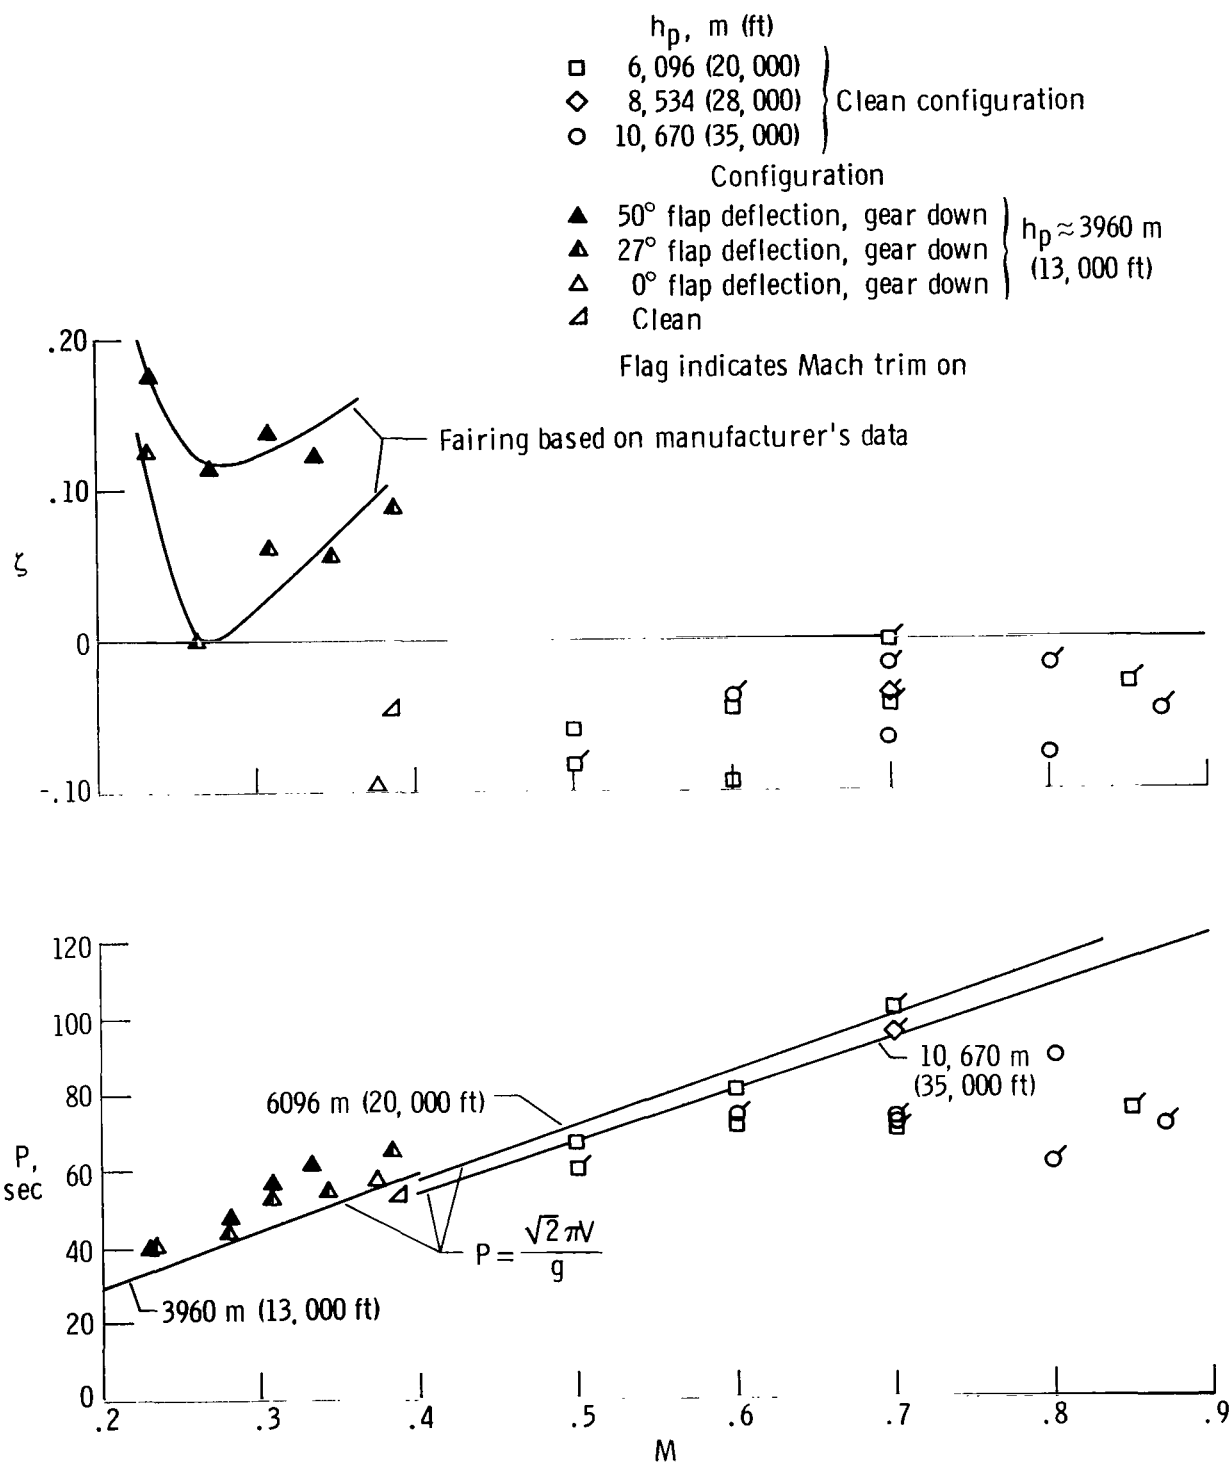 hp, m (ft)
6,096 (20,000)
8,534 (28,000)
10,670 (35,000)
Clean configuration
Configuration
50° flap deflection, gear down
27° flap deflection, gear down
0° flap deflection, gear down
hp ≈ 3960 m
(13,000 ft)
Clean
Flag indicates Mach trim on
.20
Fairing based on manufacturer's data
.10
ζ
0
-.10
120
100
10,670 m
(35,000 ft)
80
6096 m (20,000 ft)
P,
sec
60
P = √2 πV / g
40
3960 m (13,000 ft)
20
0
.2 .3 .4 .5 .6 .7 .8 .9
M